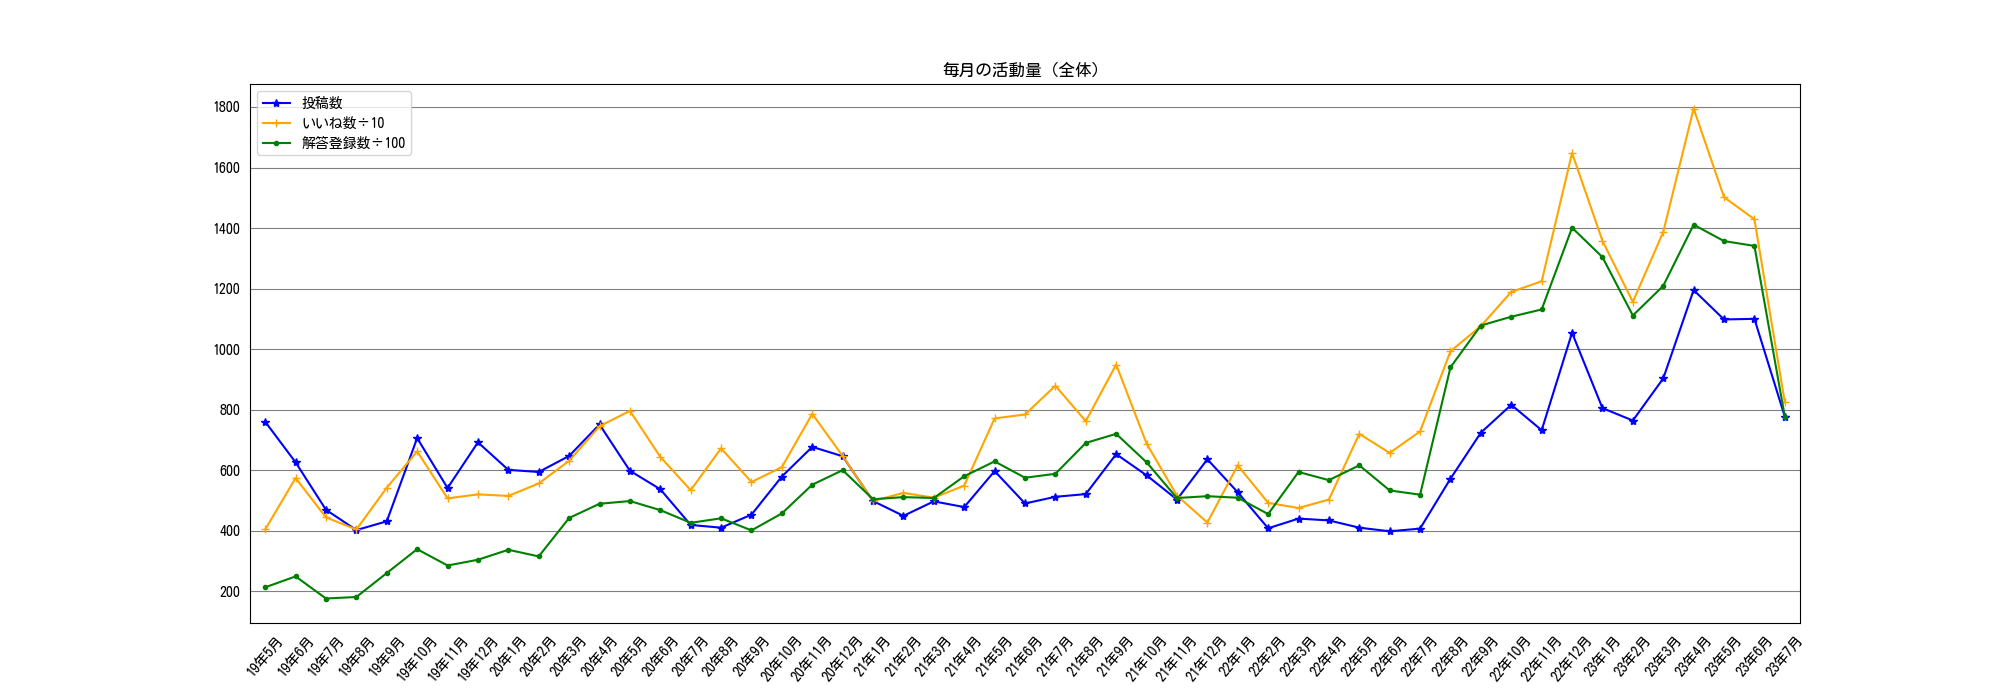 毎月の活動量（全体）
投稿数
いいね数÷10
解答登録数÷100
1800
1600
1400
1200
1000
800
600
400
200
19年5月
19年6月
19年7月
19年8月
19年9月
19年10月
19年11月
19年12月
20年1月
20年2月
20年3月
20年4月
20年5月
20年6月
20年7月
20年8月
20年9月
20年10月
20年11月
20年12月
21年1月
21年2月
21年3月
21年4月
21年5月
21年6月
21年7月
21年8月
21年9月
21年10月
21年11月
21年12月
22年1月
22年2月
22年3月
22年4月
22年5月
22年6月
22年7月
22年8月
22年9月
22年10月
22年11月
22年12月
23年1月
23年2月
23年3月
23年4月
23年5月
23年6月
23年7月